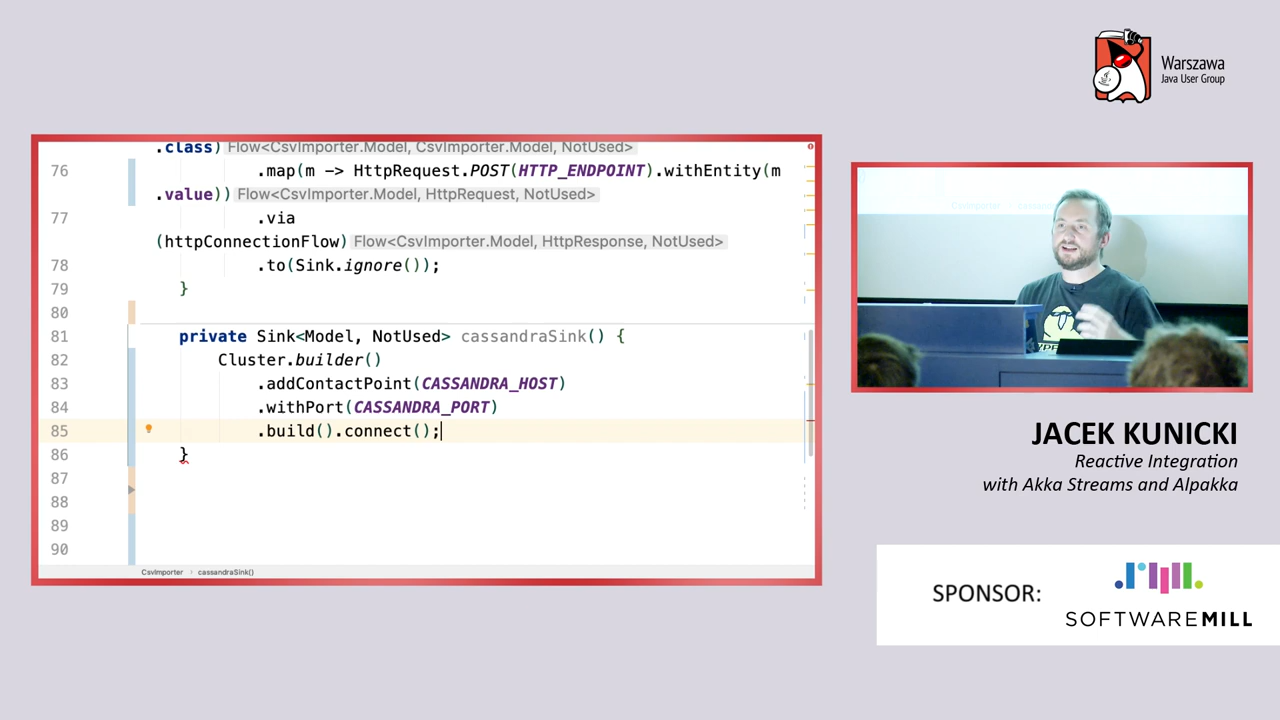 Warszawa
Java User Group
.class) Flow<CsvImporter.Model, CsvImporter.Model, NotUsed>
76 .map(m -> HttpRequest.POST(HTTP_ENDPOINT).withEntity(m
.value)) Flow<CsvImporter.Model, HttpRequest, NotUsed>
77 .via
(httpConnectionFlow) Flow<CsvImporter.Model, HttpResponse, NotUsed>
78 .to(Sink.ignore());
79 }
80
81 private Sink<Model, NotUsed> cassandraSink() {
82 Cluster.builder()
83 .addContactPoint(CASSANDRA_HOST)
84 .withPort(CASSANDRA_PORT)
85 .build().connect();
86 }
87
88
89
90
CsvImporter › cassandraSink()
JACEK KUNICKI
Reactive Integration
with Akka Streams and Alpakka
SPONSOR:
SOFTWAREMILL